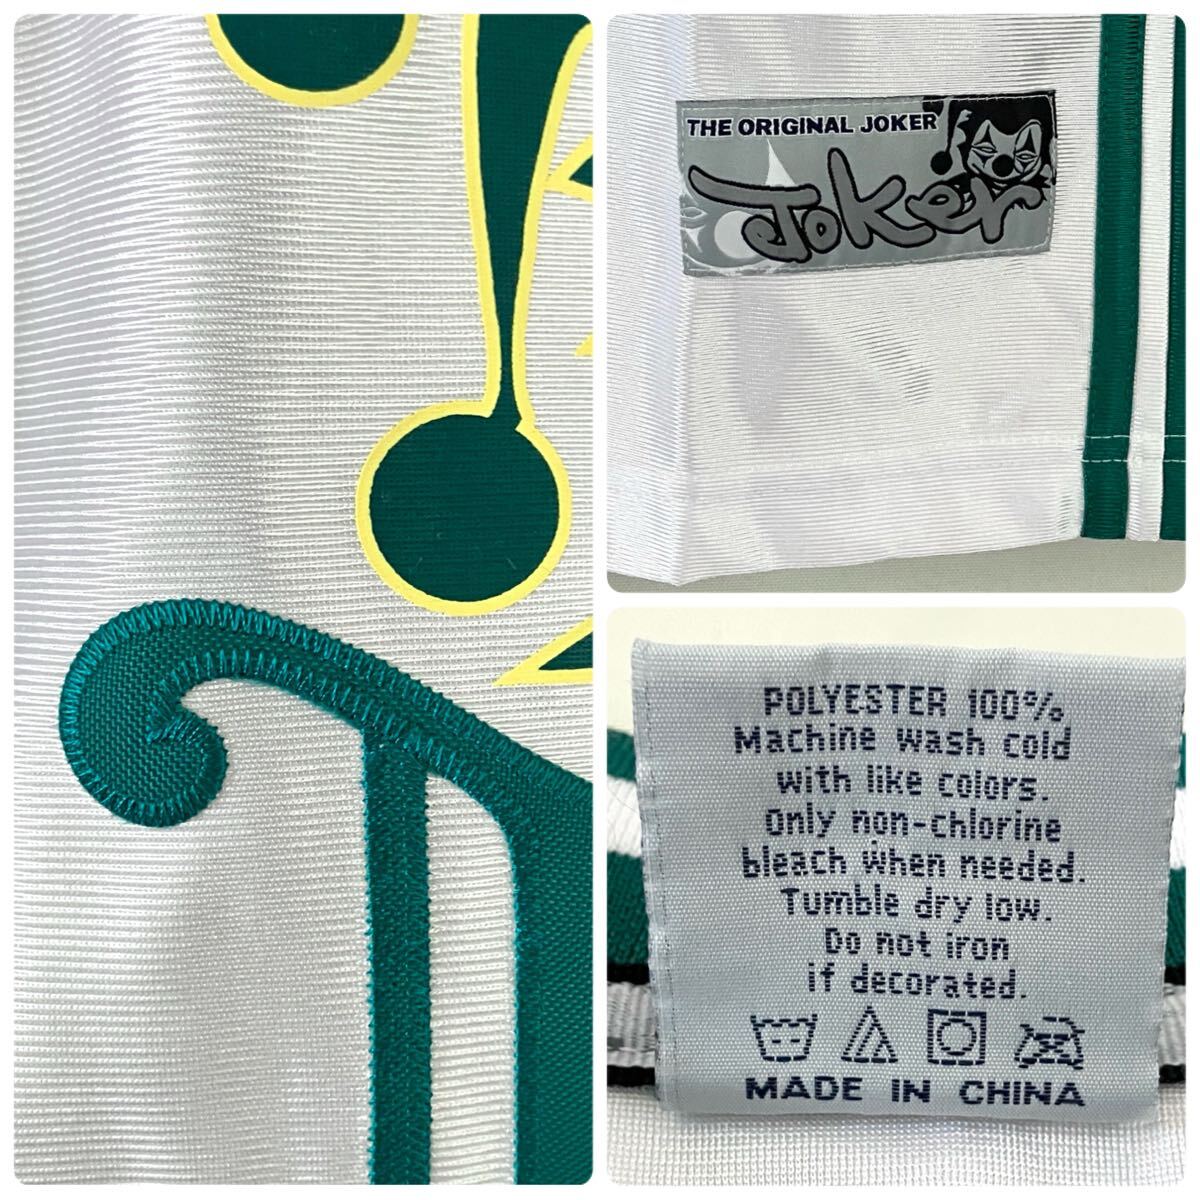 THE ORIGINAL JOKER
Joker
POLYESTER 100%
Machine wash cold
with like colors.
Only non-chlorine
bleach when needed.
Tumble dry low.
Do not iron
if decorated.
MADE IN CHINA